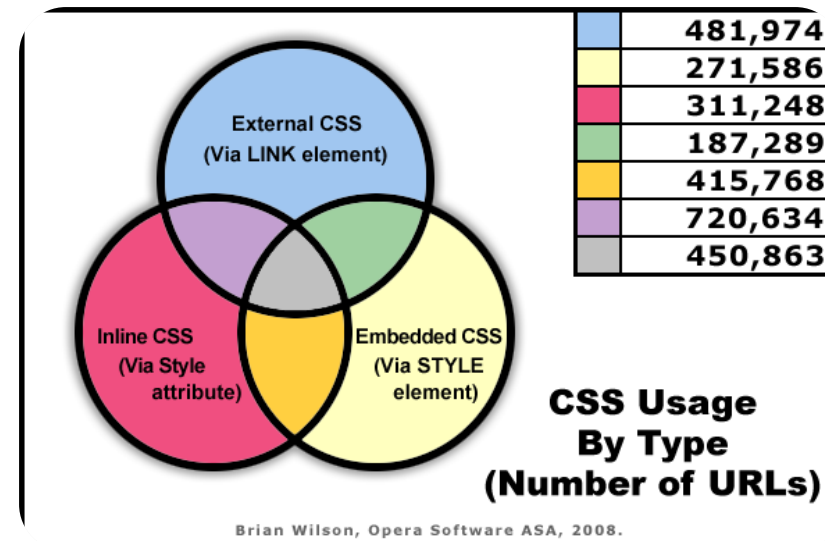 External CSS
(Via LINK element)
Inline CSS
(Via Style
attribute)
Embedded CSS
(Via STYLE
element)
481,974
271,586
311,248
187,289
415,768
720,634
450,863
CSS Usage
By Type
(Number of URLs)
Brian Wilson, Opera Software ASA, 2008.